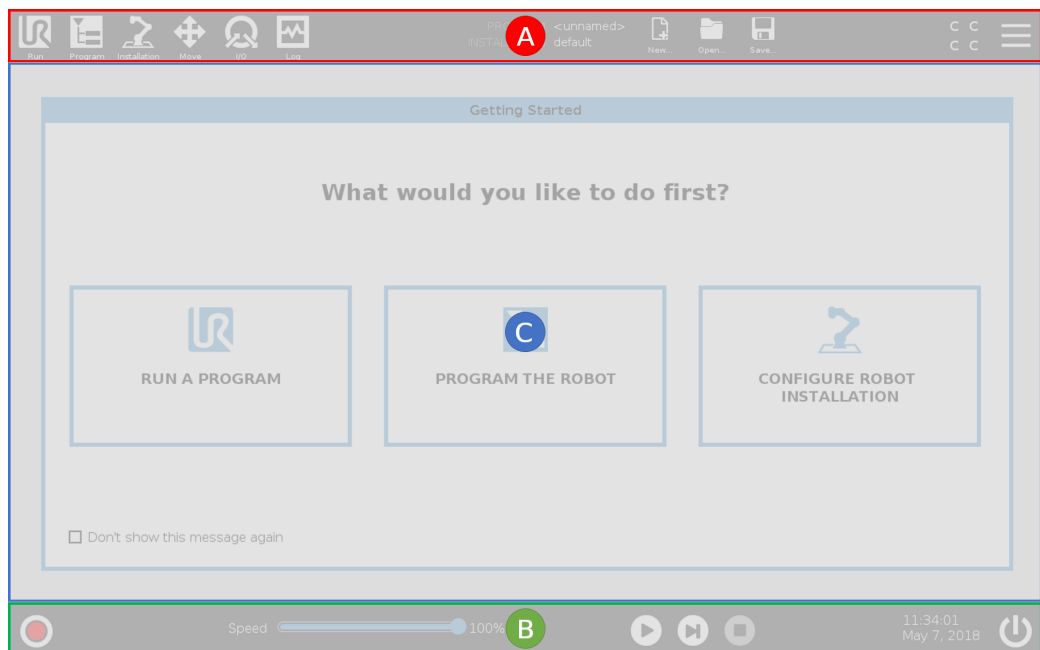 PR
<unnamed>
INSTAL
default
A
C C
C C
Run
Program
Installation
Move
I/O
Log
New...
Open...
Save...
Getting Started
What would you like to do first?
C
RUN A PROGRAM
PROGRAM THE ROBOT
CONFIGURE ROBOT
INSTALLATION
Don't show this message again
Speed
100%
B
11:34:01
May 7, 2018